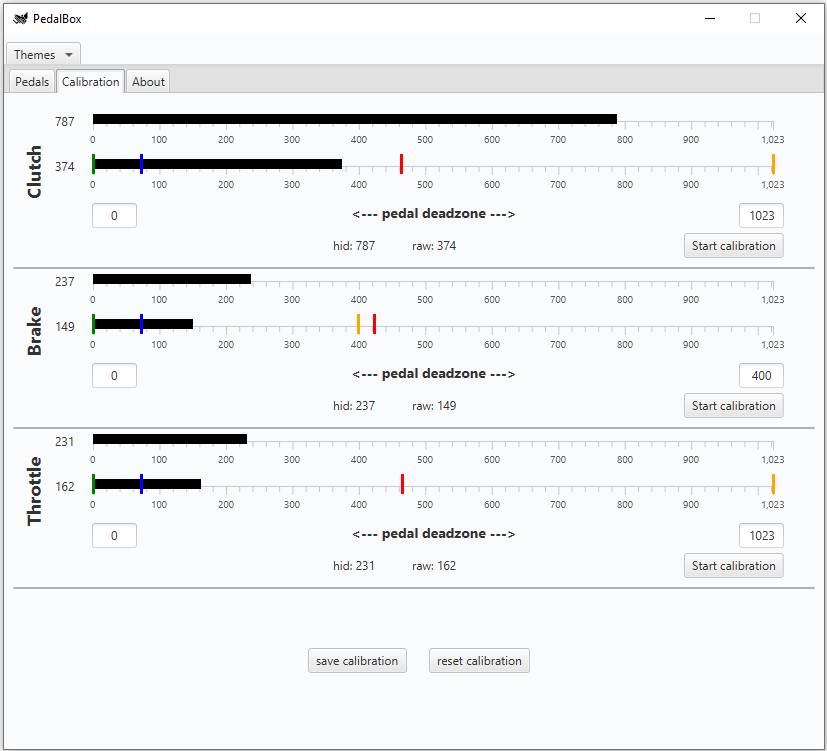 PedalBox
Themes
Pedals Calibration About
Clutch
787
0 100 200 300 400 500 600 700 800 900 1,023
374
0 100 200 300 400 500 600 700 800 900 1,023
0 <--- pedal deadzone ---> 1023
hid: 787 raw: 374 Start calibration
Brake
237
0 100 200 300 400 500 600 700 800 900 1,023
149
0 100 200 300 400 500 600 700 800 900 1,023
0 <--- pedal deadzone ---> 400
hid: 237 raw: 149 Start calibration
Throttle
231
0 100 200 300 400 500 600 700 800 900 1,023
162
0 100 200 300 400 500 600 700 800 900 1,023
0 <--- pedal deadzone ---> 1023
hid: 231 raw: 162 Start calibration
save calibration reset calibration